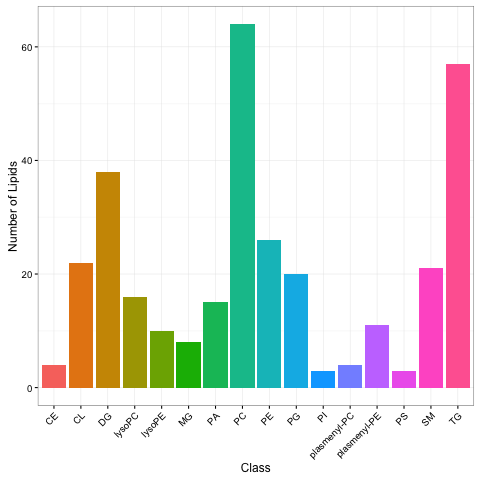 Number of Lipids
60
40
20
0
CE
CL
DG
lysoPC
lysoPE
MG
PA
PC
PE
PG
PI
plasmenyl-PC
plasmenyl-PE
PS
SM
TG
Class